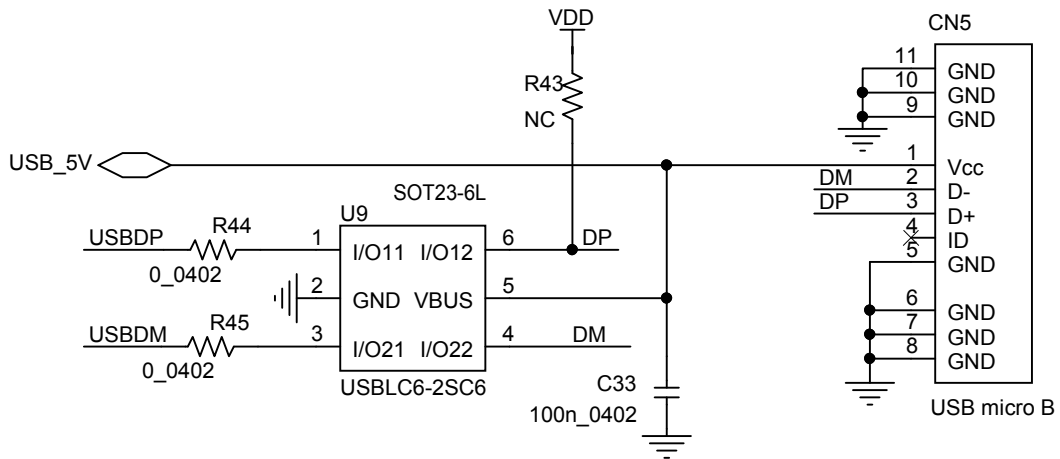 VDD
CN5
R43
NC
11
GND
10
GND
9
GND
USB_5V
1
Vcc
DM
2
D-
DP
3
D+
4
ID
5
GND
6
GND
7
GND
8
GND
USB micro B
SOT23-6L
U9
USBDP
R44
0_0402
1
I/O11
I/O12
6
DP
2
GND
VBUS
5
USBDM
R45
0_0402
3
I/O21
I/O22
4
DM
USBLC6-2SC6
C33
100n_0402